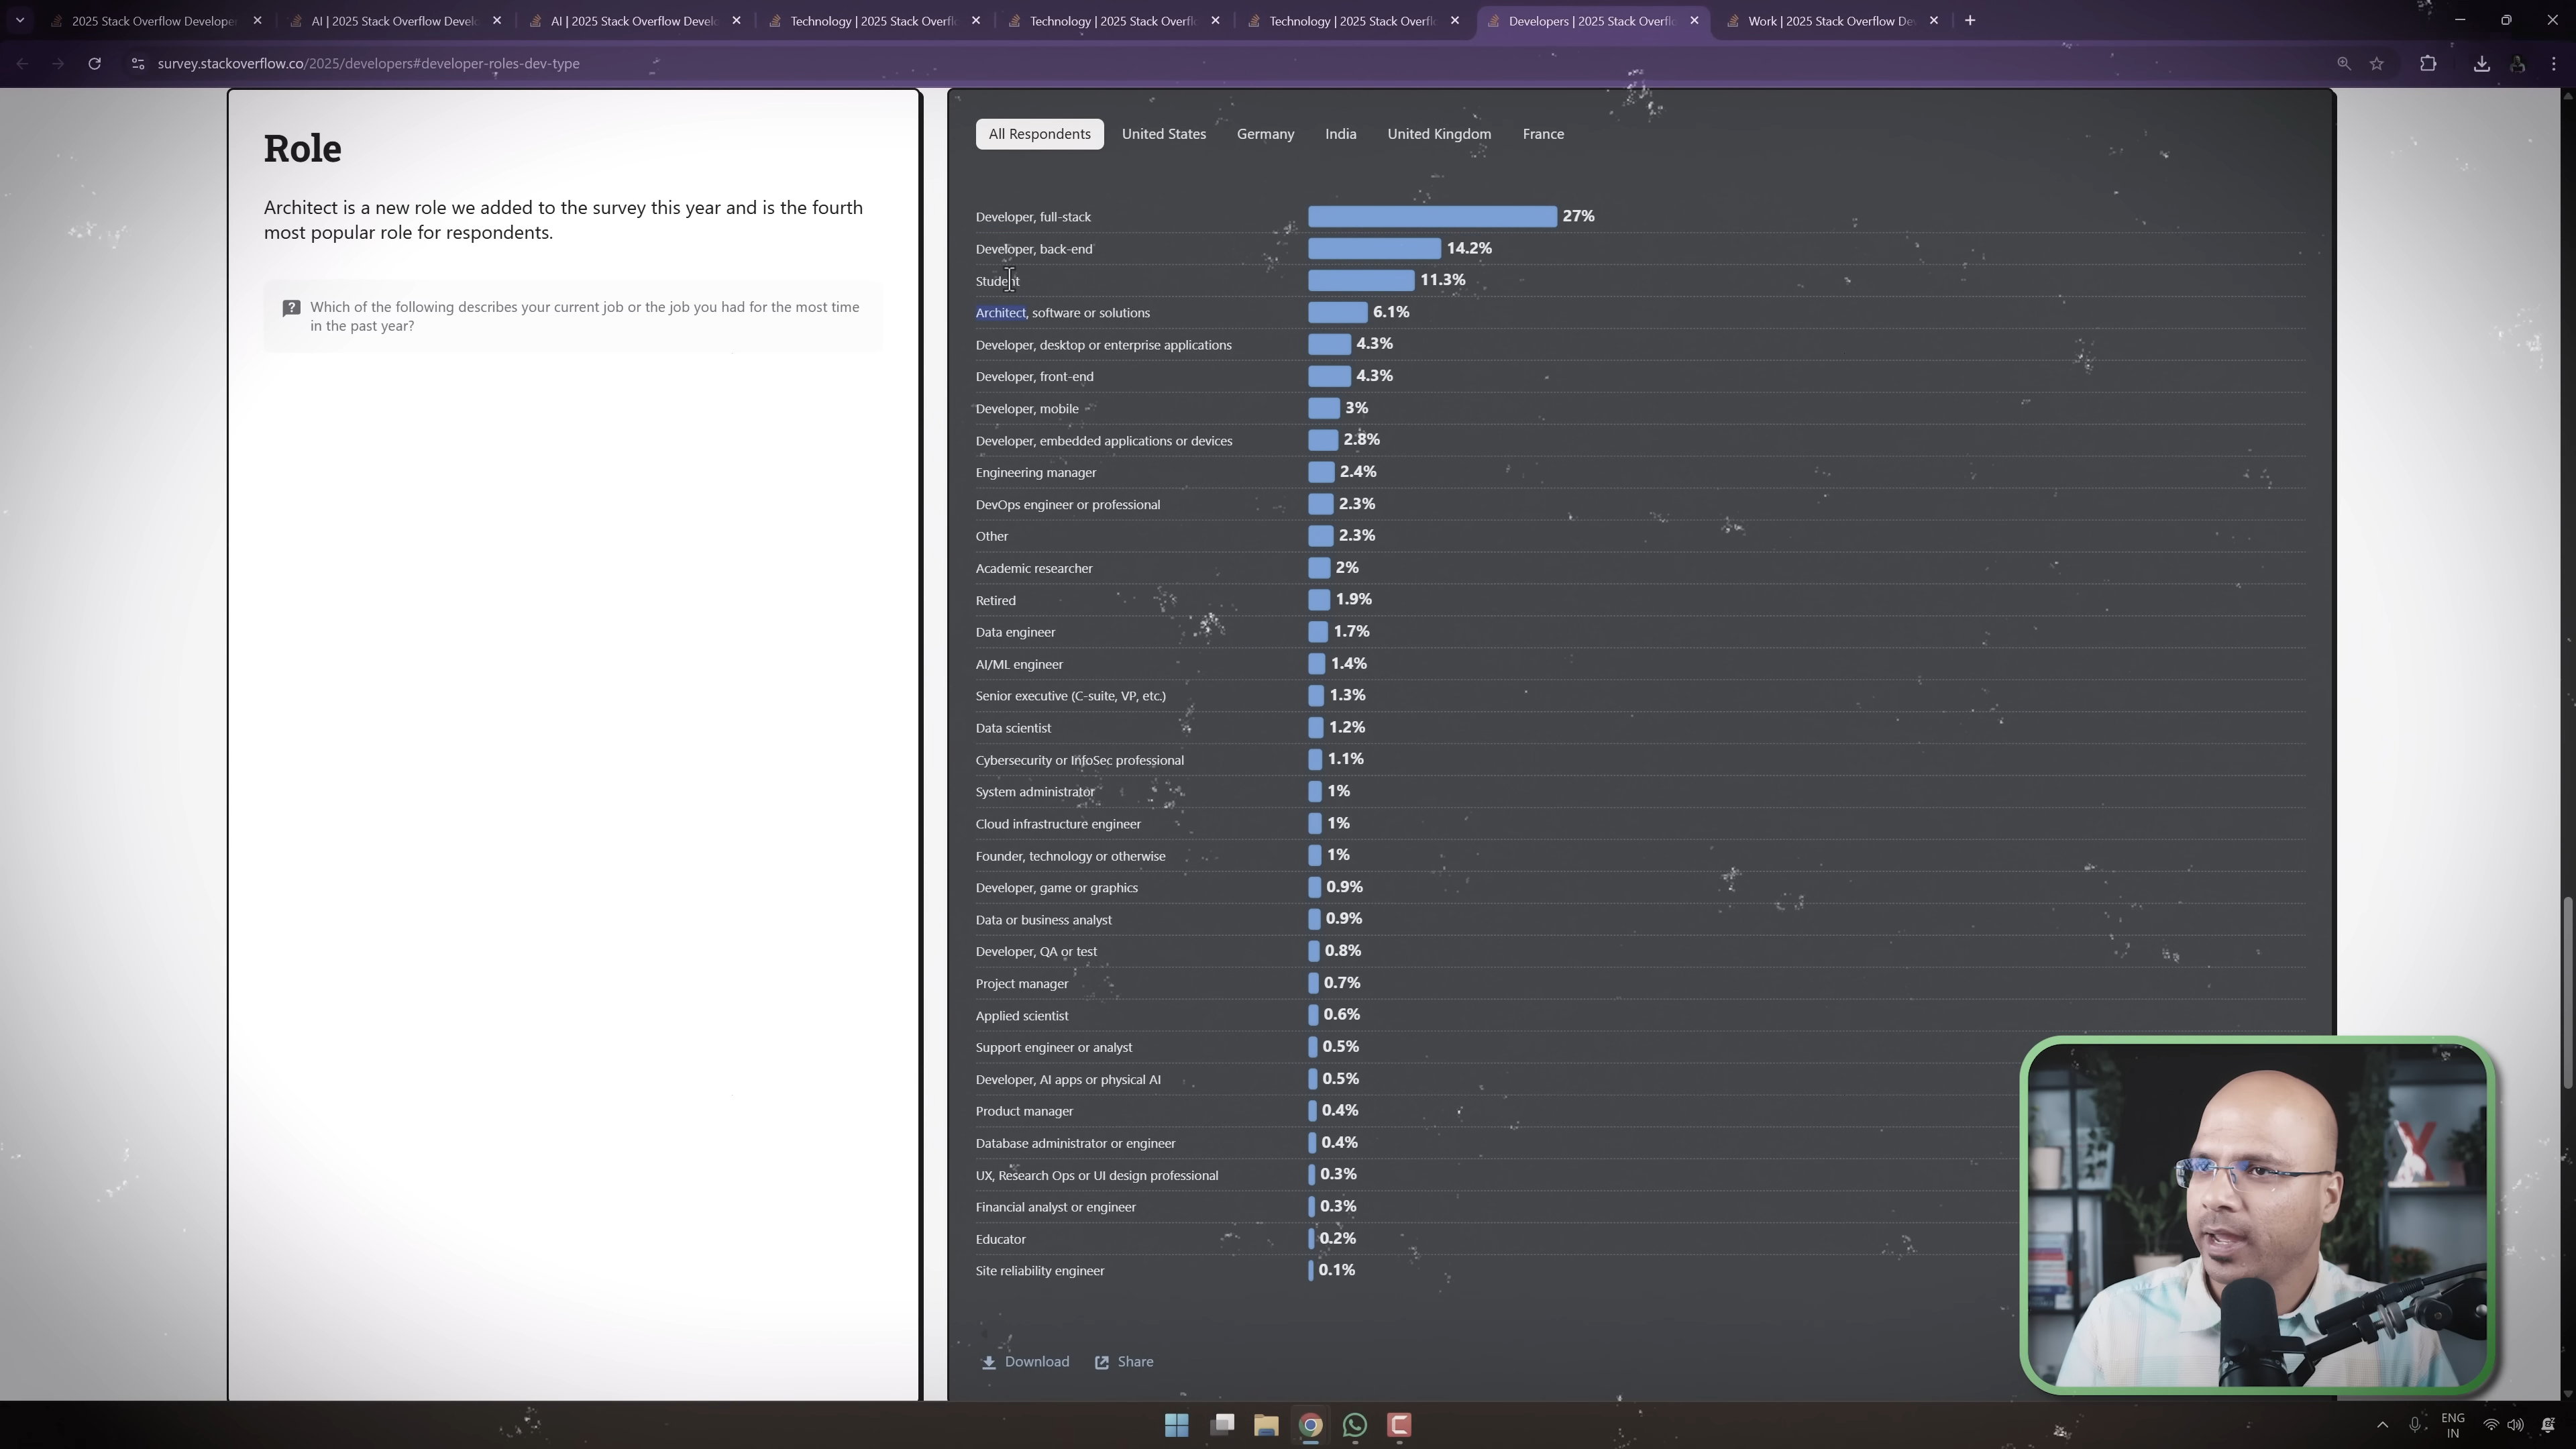 2025 Stack Overflow Developer
AI | 2025 Stack Overflow Develo
AI | 2025 Stack Overflow Develo
Technology | 2025 Stack Overfl
Technology | 2025 Stack Overfl
Technology | 2025 Stack Overfl
Developers | 2025 Stack Overfl
Work | 2025 Stack Overflow De
survey.stackoverflow.co/2025/developers#developer-roles-dev-type
Role
Architect is a new role we added to the survey this year and is the fourth
most popular role for respondents.
Which of the following describes your current job or the job you had for the most time
in the past year?
All Respondents United States Germany India United Kingdom France
Developer, full-stack 27%
Developer, back-end 14.2%
Student 11.3%
Architect, software or solutions 6.1%
Developer, desktop or enterprise applications 4.3%
Developer, front-end 4.3%
Developer, mobile 3%
Developer, embedded applications or devices 2.8%
Engineering manager 2.4%
DevOps engineer or professional 2.3%
Other 2.3%
Academic researcher 2%
Retired 1.9%
Data engineer 1.7%
AI/ML engineer 1.4%
Senior executive (C-suite, VP, etc.) 1.3%
Data scientist 1.2%
Cybersecurity or InfoSec professional 1.1%
System administrator 1%
Cloud infrastructure engineer 1%
Founder, technology or otherwise 1%
Developer, game or graphics 0.9%
Data or business analyst 0.9%
Developer, QA or test 0.8%
Project manager 0.7%
Applied scientist 0.6%
Support engineer or analyst 0.5%
Developer, AI apps or physical AI 0.5%
Product manager 0.4%
Database administrator or engineer 0.4%
UX, Research Ops or UI design professional 0.3%
Financial analyst or engineer 0.3%
Educator 0.2%
Site reliability engineer 0.1%
Download Share
ENG
IN